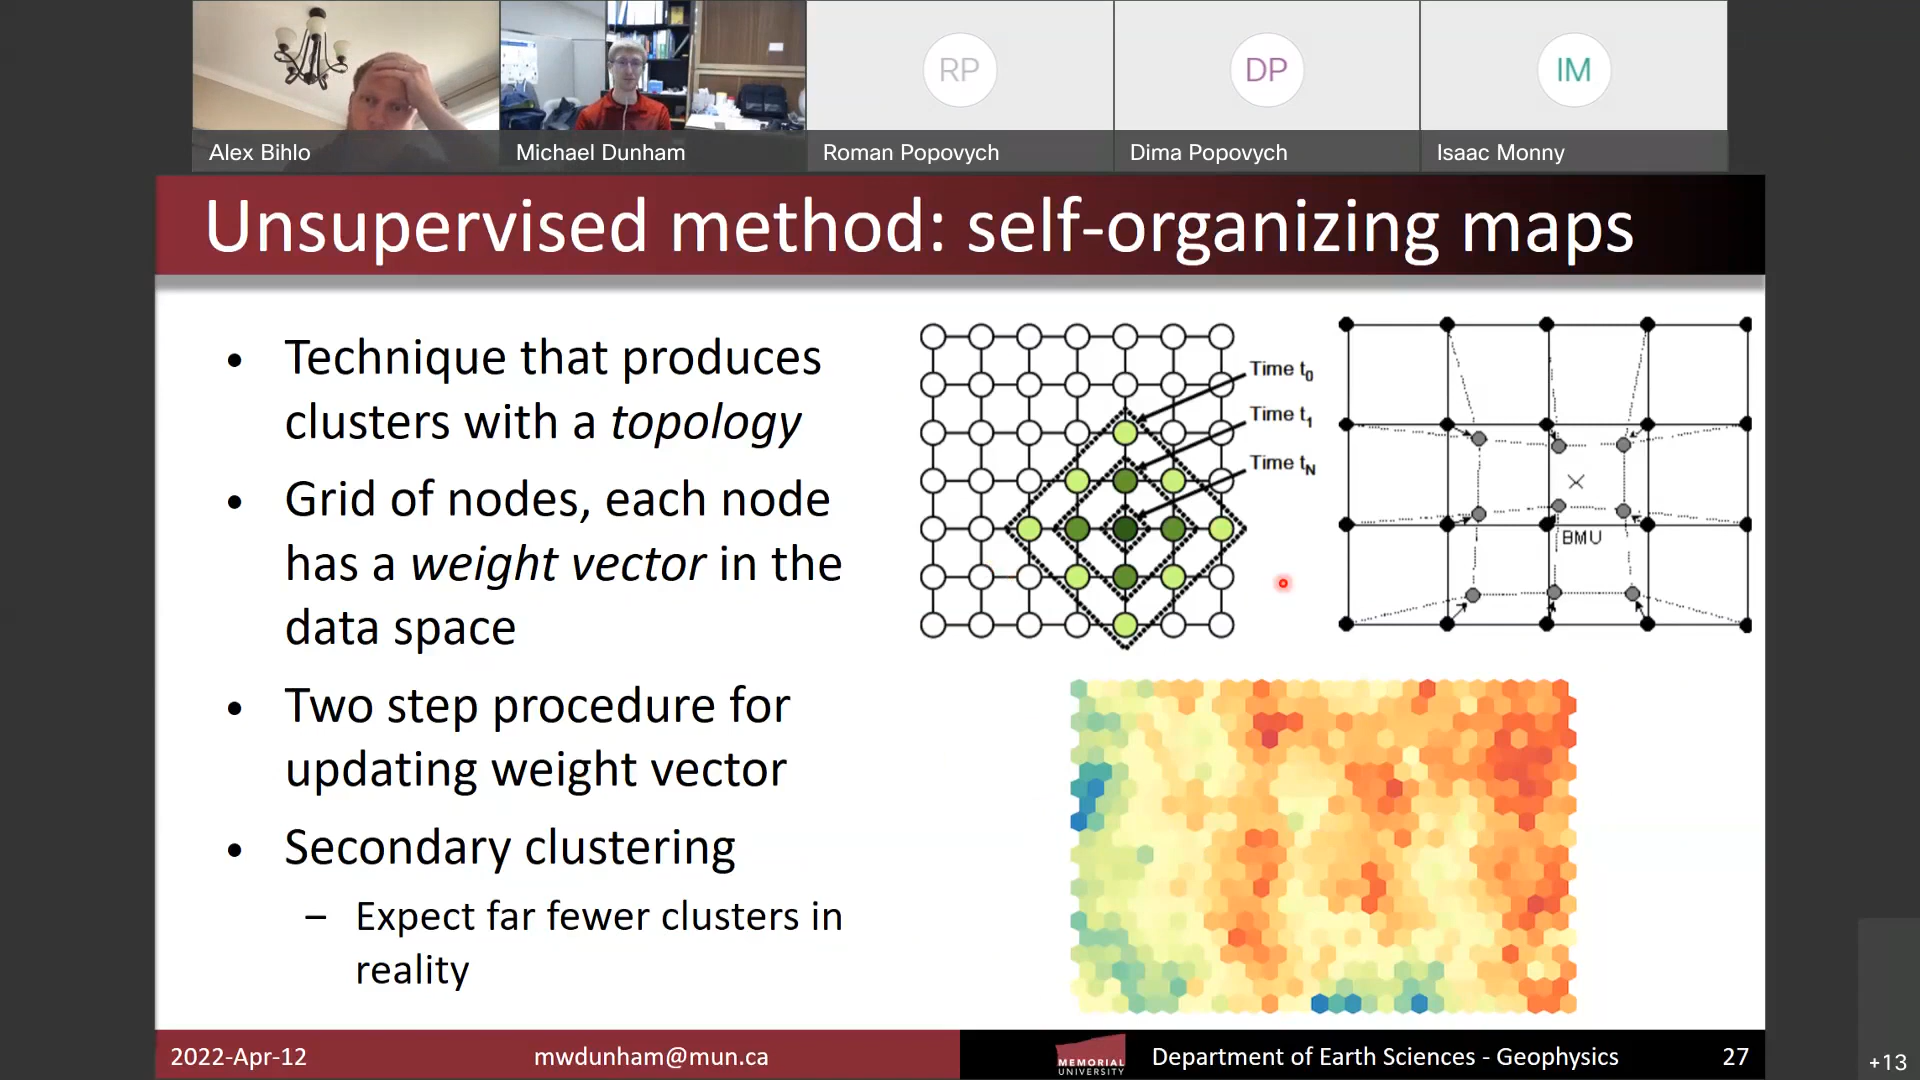 RP
DP
IM
Alex Bihlo
Michael Dunham
Roman Popovych
Dima Popovych
Isaac Monny
Unsupervised method: self-organizing maps
• Technique that produces
clusters with a topology
• Grid of nodes, each node
has a weight vector in the
data space
• Two step procedure for
updating weight vector
• Secondary clustering
– Expect far fewer clusters in
reality
Time t0
Time t1
Time tN
BMU
2022-Apr-12
mwdunham@mun.ca
MEMORIAL
UNIVERSITY
Department of Earth Sciences - Geophysics
27
+13